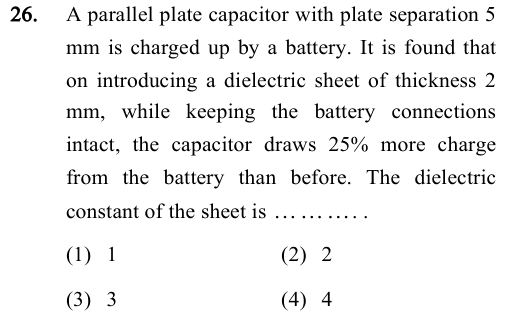 26. A parallel plate capacitor with plate separation 5
mm is charged up by a battery. It is found that
on introducing a dielectric sheet of thickness 2
mm, while keeping the battery connections
intact, the capacitor draws 25% more charge
from the battery than before. The dielectric
constant of the sheet is ... ... ... .
(1) 1 (2) 2
(3) 3 (4) 4